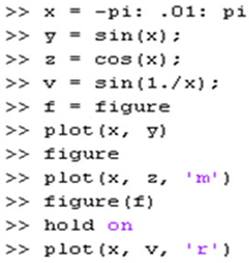 >> x = -pi: .01: pi
>> y = sin(x);
>> z = cos(x);
>> v = sin(1./x);
>> f = figure
>> plot(x, y)
>> figure
>> plot(x, z, 'm')
>> figure(f)
>> hold on
>> plot(x, v, 'r')